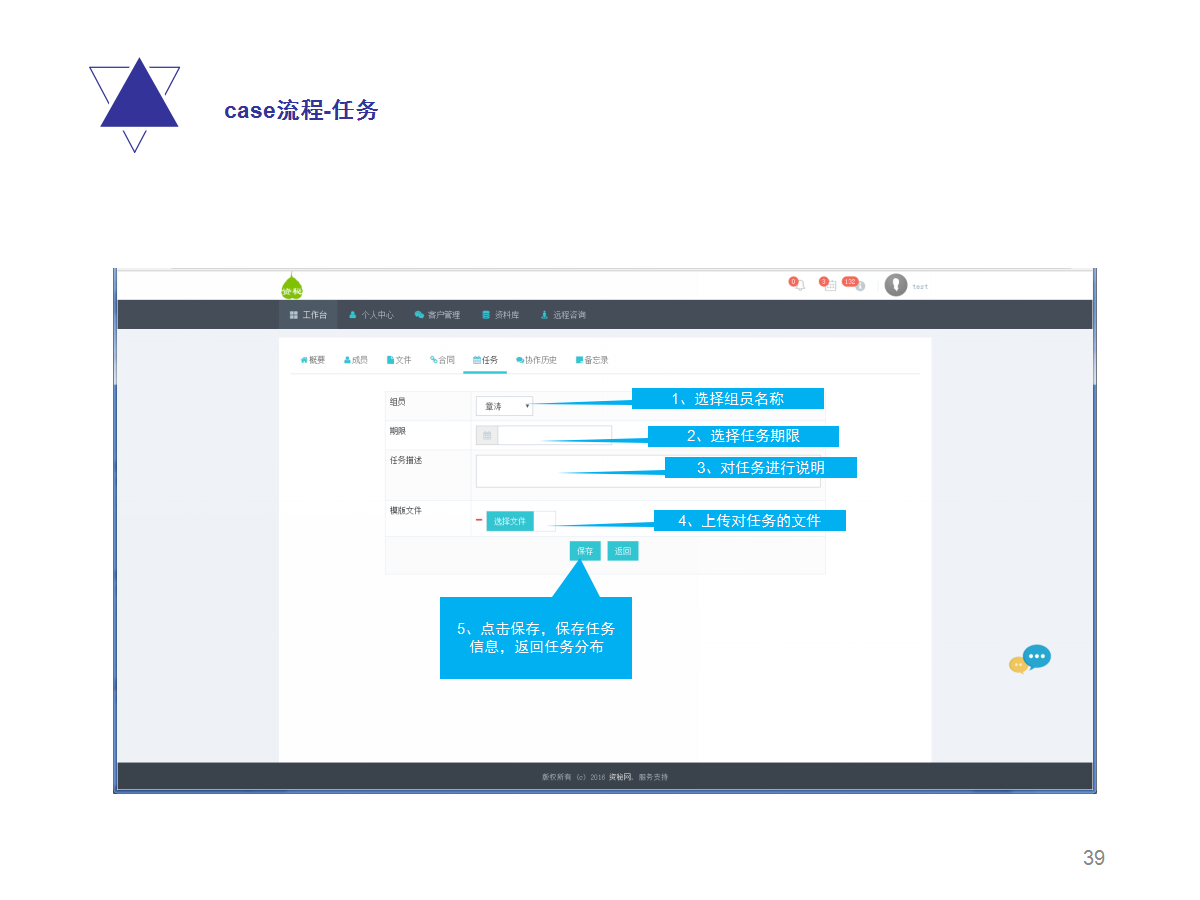 case流程-任务
资秘
0
0
132
test
工作台 个人中心 客户管理 资料库 远程咨询
概要 成员 文件 合同 任务 协作历史 备忘录
组员
童涛
1、选择组员名称
期限
2、选择任务期限
任务描述
3、对任务进行说明
模版文件
选择文件
4、上传对任务的文件
保存 返回
5、点击保存，保存任务
信息，返回任务分布
版权所有 (c) 2016 资秘网. 服务支持
39